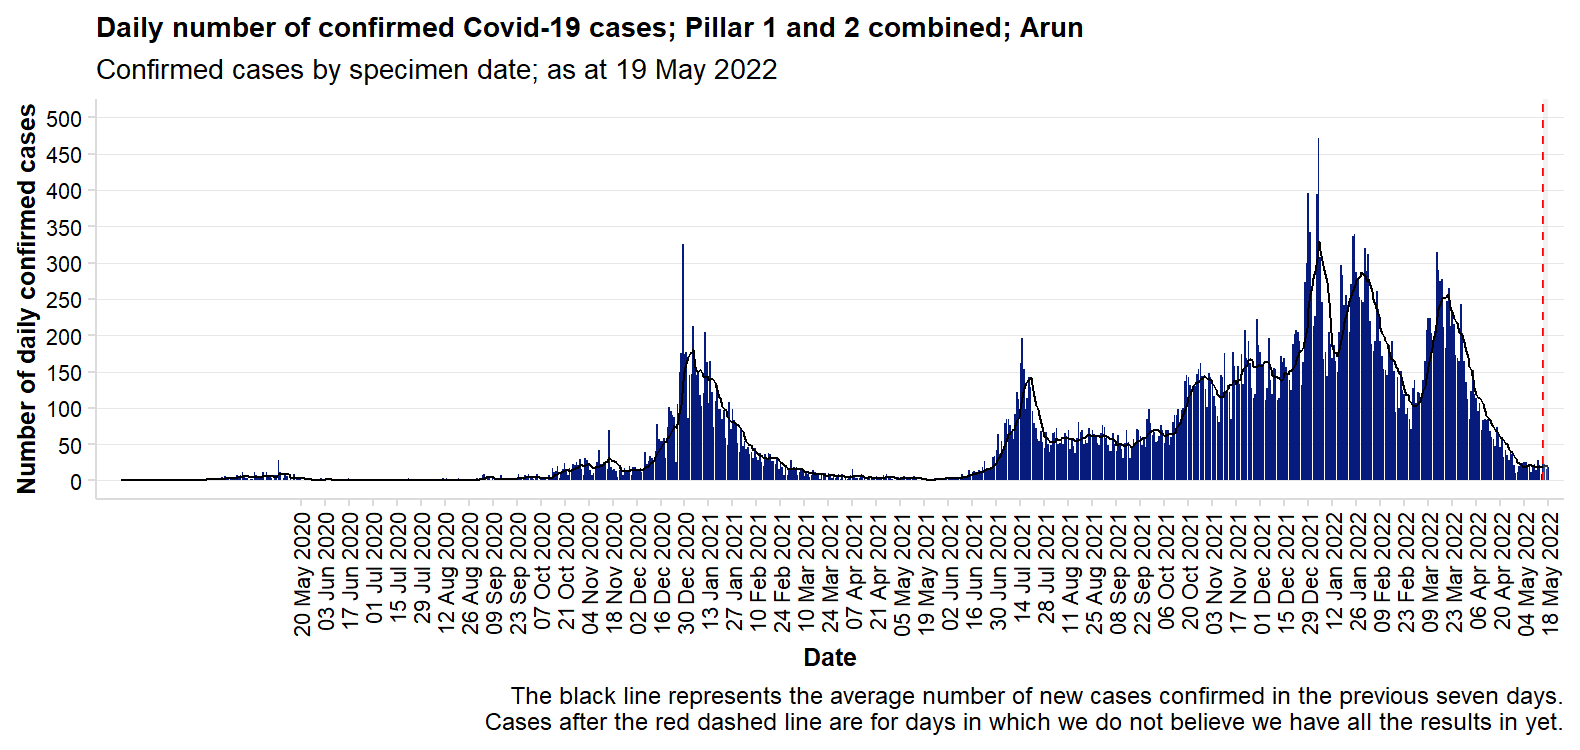 Daily number of confirmed Covid-19 cases; Pillar 1 and 2 combined; Arun
Confirmed cases by specimen date; as at 19 May 2022
Number of daily confirmed cases
500
450
400
350
300
250
200
150
100
50
0
20 May 2020
03 Jun 2020
17 Jun 2020
01 Jul 2020
15 Jul 2020
29 Jul 2020
12 Aug 2020
26 Aug 2020
09 Sep 2020
23 Sep 2020
07 Oct 2020
21 Oct 2020
04 Nov 2020
18 Nov 2020
02 Dec 2020
16 Dec 2020
30 Dec 2020
13 Jan 2021
27 Jan 2021
10 Feb 2021
24 Feb 2021
10 Mar 2021
24 Mar 2021
07 Apr 2021
21 Apr 2021
05 May 2021
19 May 2021
02 Jun 2021
16 Jun 2021
30 Jun 2021
14 Jul 2021
28 Jul 2021
11 Aug 2021
25 Aug 2021
08 Sep 2021
22 Sep 2021
06 Oct 2021
20 Oct 2021
03 Nov 2021
17 Nov 2021
01 Dec 2021
15 Dec 2021
29 Dec 2021
12 Jan 2022
26 Jan 2022
09 Feb 2022
23 Feb 2022
09 Mar 2022
23 Mar 2022
06 Apr 2022
20 Apr 2022
04 May 2022
18 May 2022
Date
The black line represents the average number of new cases confirmed in the previous seven days.
Cases after the red dashed line are for days in which we do not believe we have all the results in yet.